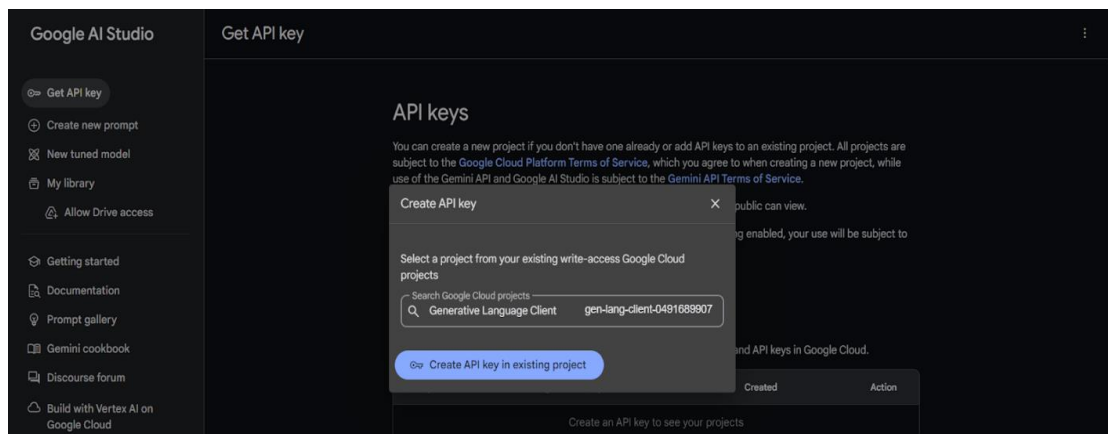 Google AI Studio
Get API key
Get API key
Create new prompt
New tuned model
My library
Allow Drive access
Getting started
Documentation
Prompt gallery
Gemini cookbook
Discourse forum
Build with Vertex AI on
Google Cloud
API keys
You can create a new project if you don't have one already or add API keys to an existing project. All projects are
subject to the Google Cloud Platform Terms of Service, which you agree to when creating a new project, while
use of the Gemini API and Google AI Studio is subject to the Gemini API Terms of Service.
public can view.
enabled, your use will be subject to
Create API key
Select a project from your existing write-access Google Cloud
projects
Search Google Cloud projects
Generative Language Client gen-lang-client-0491689907
Create API key in existing project
and API keys in Google Cloud.
Created Action
Create an API key to see your projects